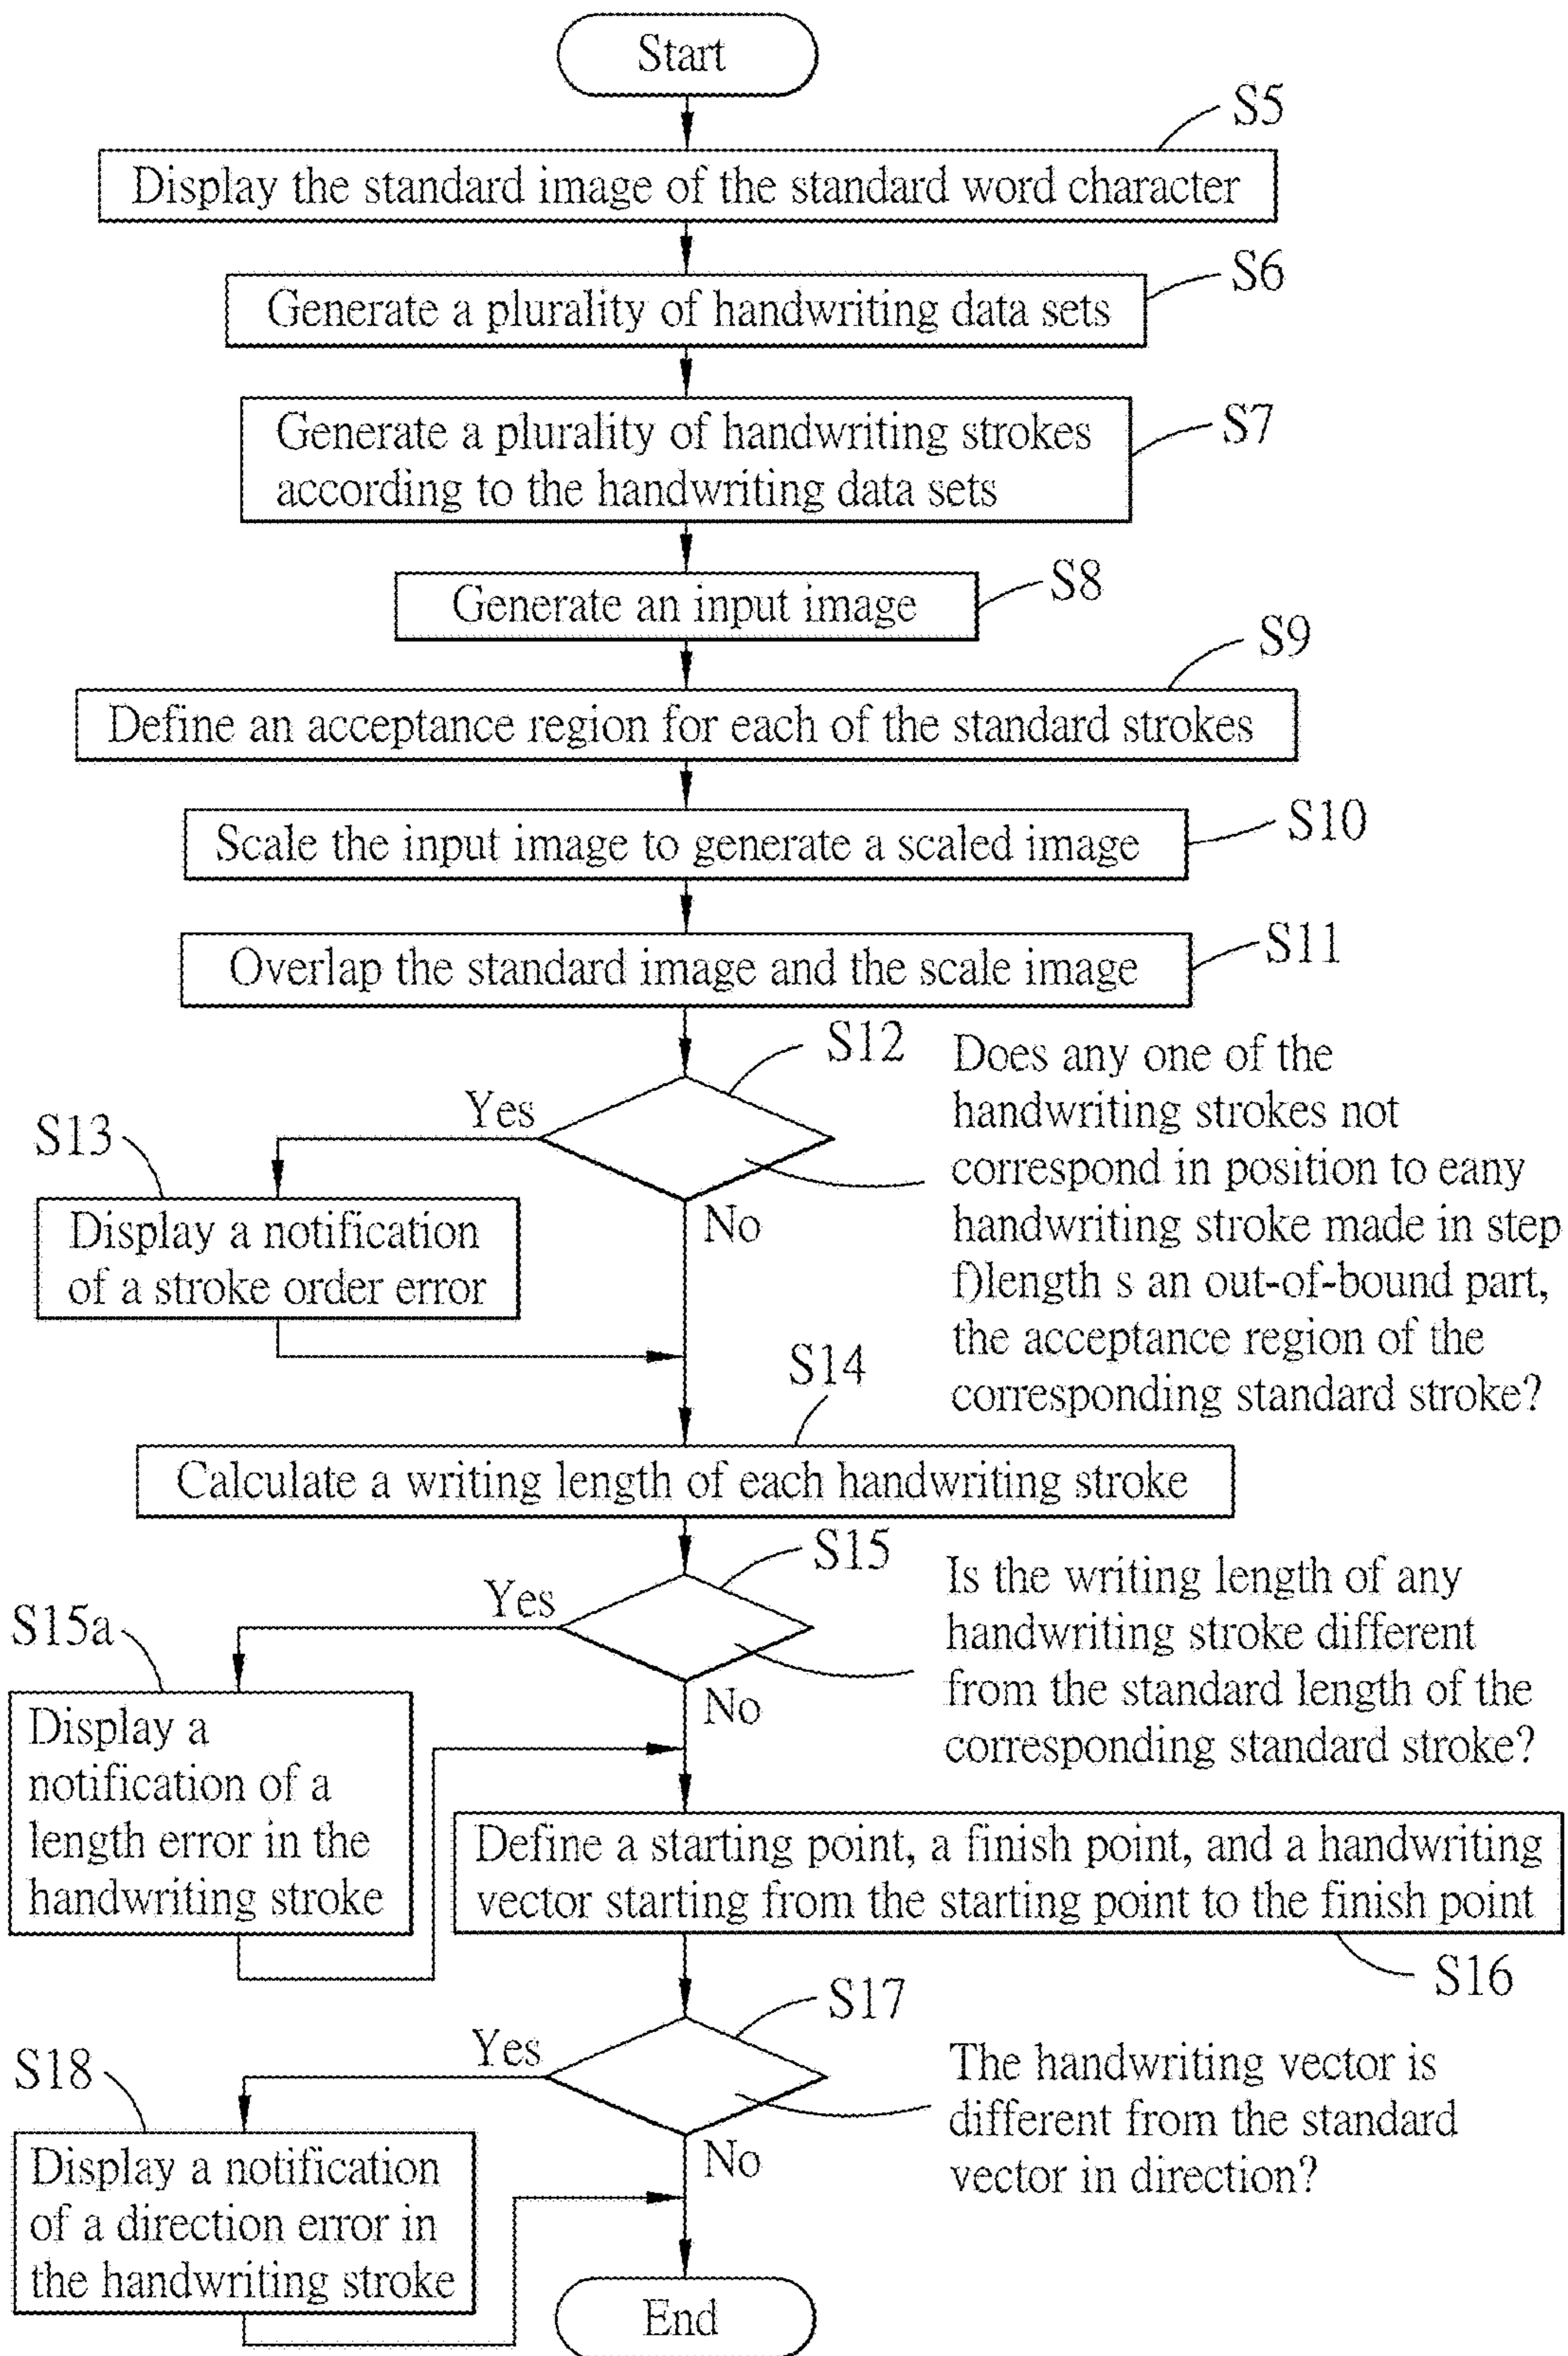 Start
S5
Display the standard image of the standard word character
S6
Generate a plurality of handwriting data sets
S7
Generate a plurality of handwriting strokes
according to the handwriting data sets
S8
Generate an input image
S9
Define an acceptance region for each of the standard strokes
S10
Scale the input image to generate a scaled image
S11
Overlap the standard image and the scale image
S12
Does any one of the
handwriting strokes not
correspond in position to eany
handwriting stroke made in step
f)length s an out-of-bound part,
the acceptance region of the
corresponding standard stroke?
Yes
No
S13
Display a notification
of a stroke order error
S14
Calculate a writing length of each handwriting stroke
S15
Is the writing length of any
handwriting stroke different
from the standard length of the
corresponding standard stroke?
Yes
No
S15a
Display a
notification of a
length error in the
handwriting stroke
Define a starting point, a finish point, and a handwriting
vector starting from the starting point to the finish point
S16
S17
The handwriting vector is
different from the standard
vector in direction?
Yes
No
S18
Display a notification
of a direction error in
the handwriting stroke
End